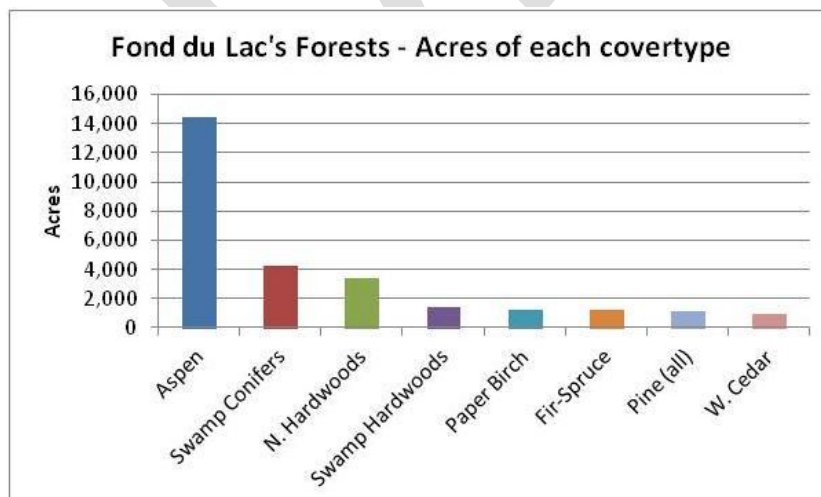 Fond du Lac's Forests - Acres of each covertype
16,000
14,000
12,000
10,000
8,000
6,000
4,000
2,000
0
Acres
Aspen
Swamp Conifers
N. Hardwoods
Swamp Hardwoods
Paper Birch
Fir-Spruce
Pine (all)
W. Cedar